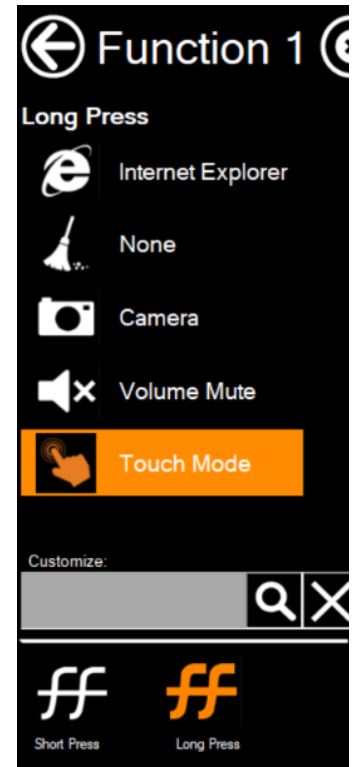 Function 1
Long Press
Internet Explorer
None
Camera
Volume Mute
Touch Mode
Customize:
Short Press
Long Press